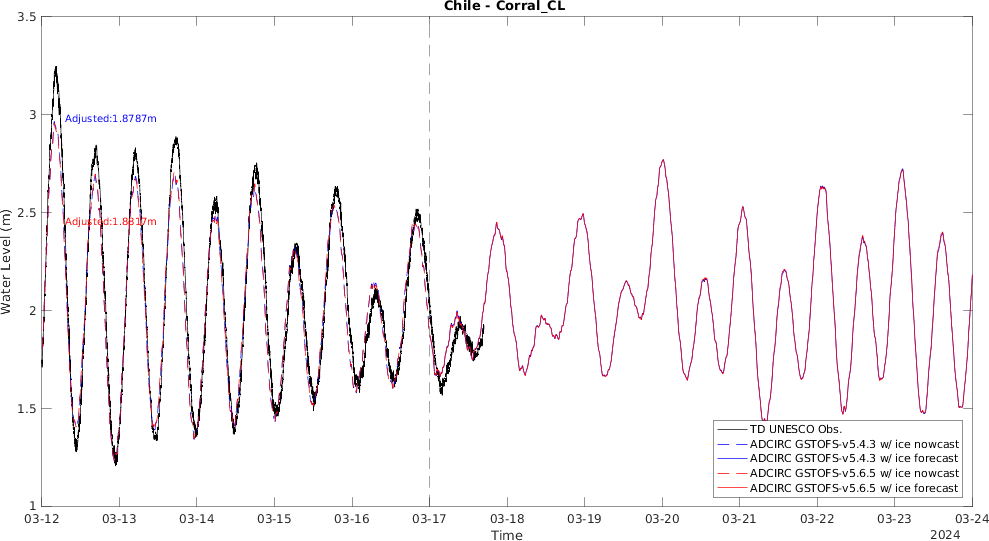 Chile - Corral_CL
3.5
3
2.5
2
1.5
1
Water Level (m)
Adjusted:1.8787m
Adjusted:1.8317m
TD UNESCO Obs.
ADCIRC GSTOFS-v5.4.3 w/ ice nowcast
ADCIRC GSTOFS-v5.4.3 w/ ice forecast
ADCIRC GSTOFS-v5.6.5 w/ ice nowcast
ADCIRC GSTOFS-v5.6.5 w/ ice forecast
03-12 03-13 03-14 03-15 03-16 03-17 03-18 03-19 03-20 03-21 03-22 03-23 03-24
Time
2024